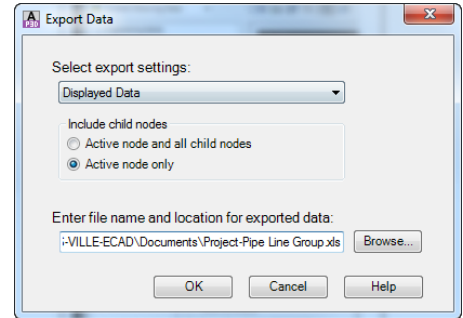 Export Data
Select export settings:
Displayed Data
Include child nodes
Active node and all child nodes
Active node only
Enter file name and location for exported data:
-VILLE-ECAD\Documents\Project-Pipe Line Group.xls Browse...
OK Cancel Help